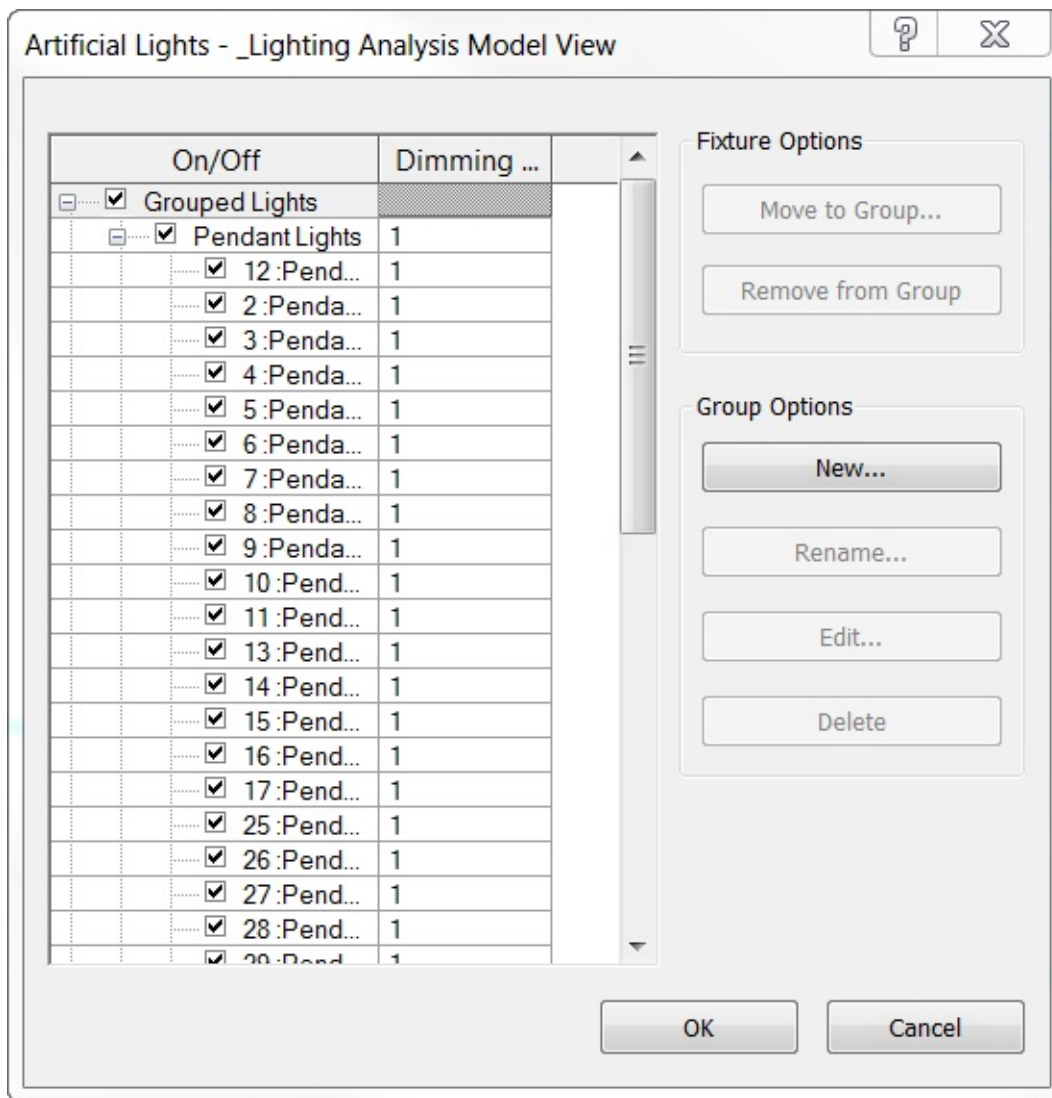 Artificial Lights - _Lighting Analysis Model View
On/Off Dimming ...
Grouped Lights
Pendant Lights 1
12 :Pend... 1
2 :Penda... 1
3 :Penda... 1
4 :Penda... 1
5 :Penda... 1
6 :Penda... 1
7 :Penda... 1
8 :Penda... 1
9 :Penda... 1
10 :Pend... 1
11 :Pend... 1
13 :Pend... 1
14 :Pend... 1
15 :Pend... 1
16 :Pend... 1
17 :Pend... 1
25 :Pend... 1
26 :Pend... 1
27 :Pend... 1
28 :Pend... 1
29 :Pend 1
Fixture Options
Move to Group...
Remove from Group
Group Options
New...
Rename...
Edit...
Delete
OK Cancel